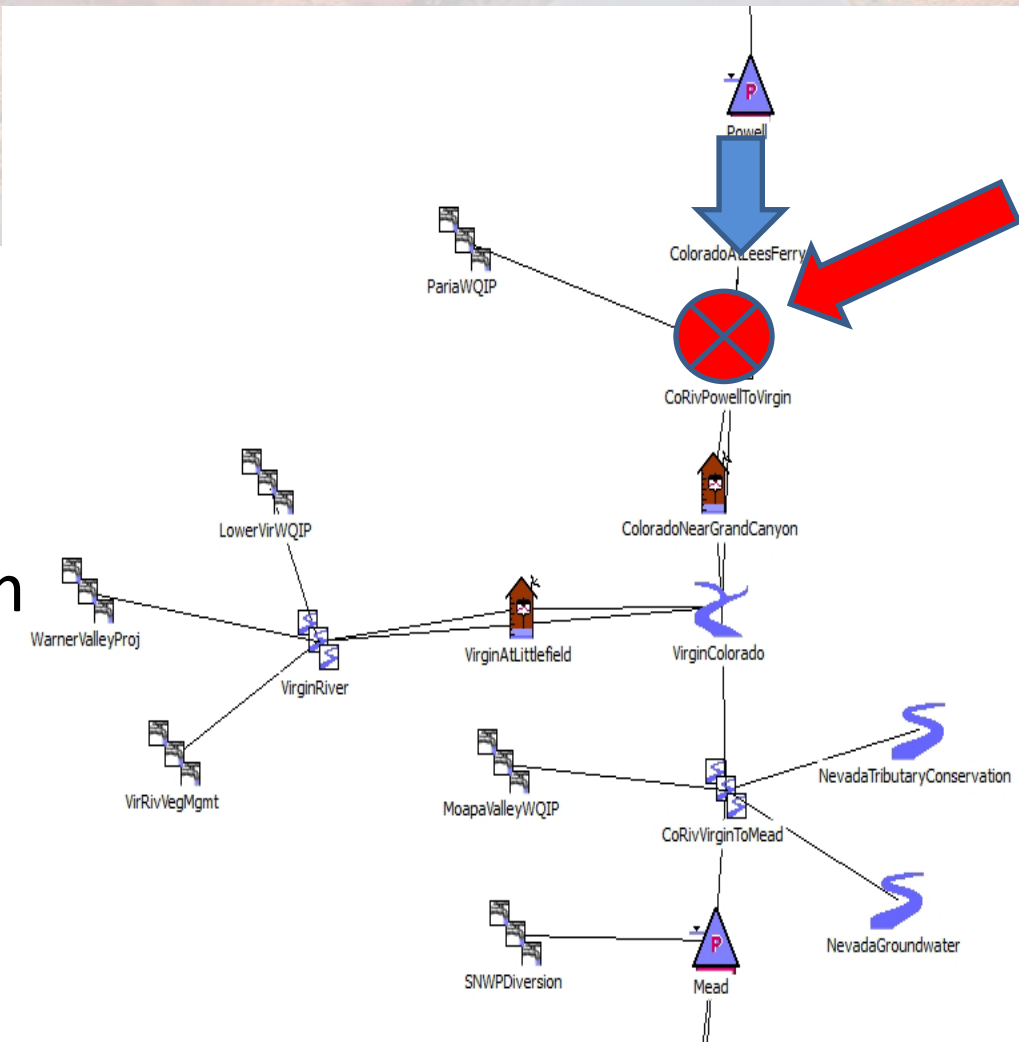 P
Powell
ColoradoAtLeesFerry
PariaWQIP
CoRivPowellToVirgin
ColoradoNearGrandCanyon
LowerVirWQIP
n
WarnerValleyProj
VirginAtLittlefield
VirginColorado
VirginRiver
NevadaTributaryConservation
VirRivVegMgmt
MoapaValleyWQIP
CoRivVirginToMead
NevadaGroundwater
P
SNWPDiversion
Mead